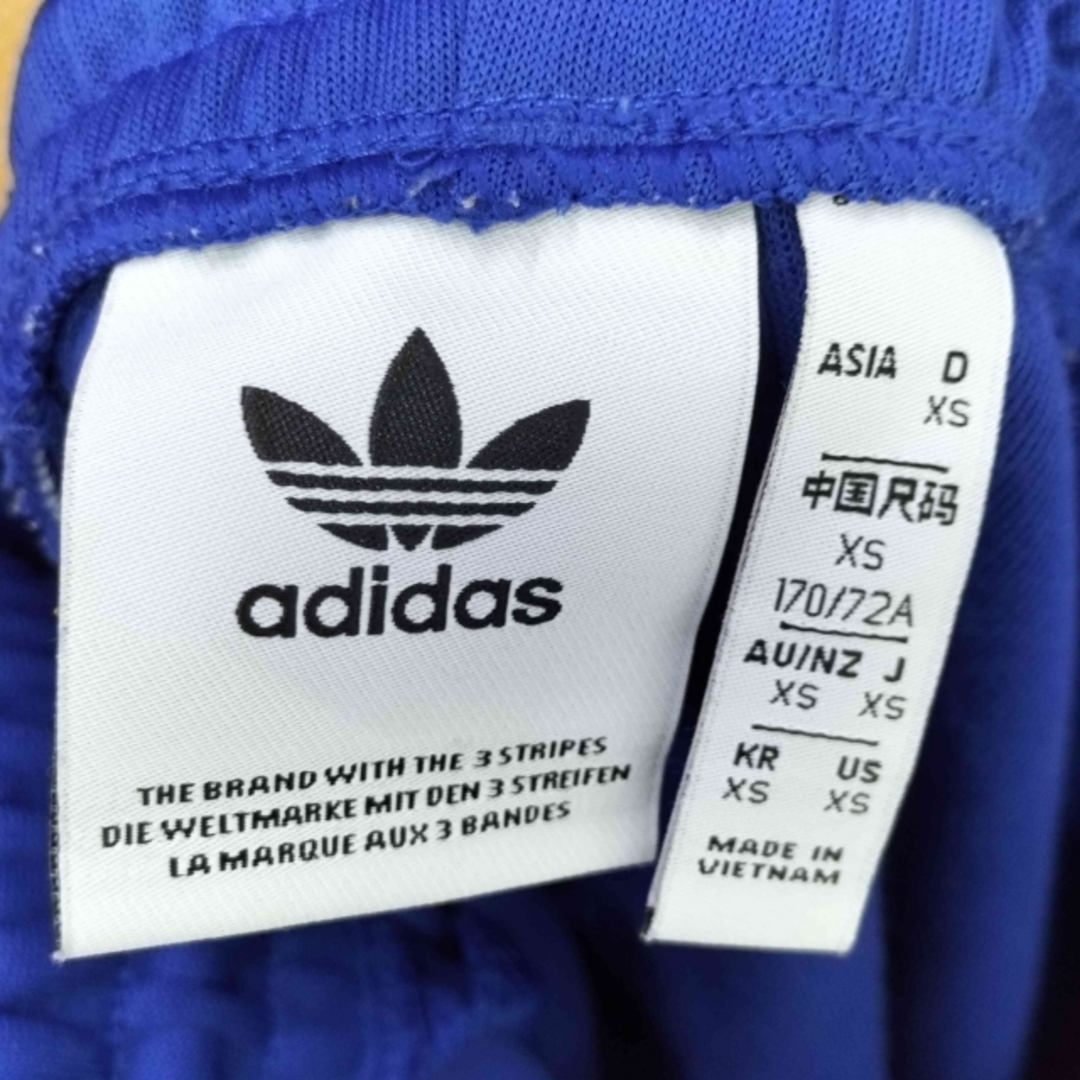 adidas
THE BRAND WITH THE 3 STRIPES
DIE WELTMARKE MIT DEN 3 STREIFEN
LA MARQUE AUX 3 BANDES
ASIA D
XS
中国尺码
XS
170/72A
AU/NZ J
XS XS
KR US
XS XS
MADE IN
VIETNAM